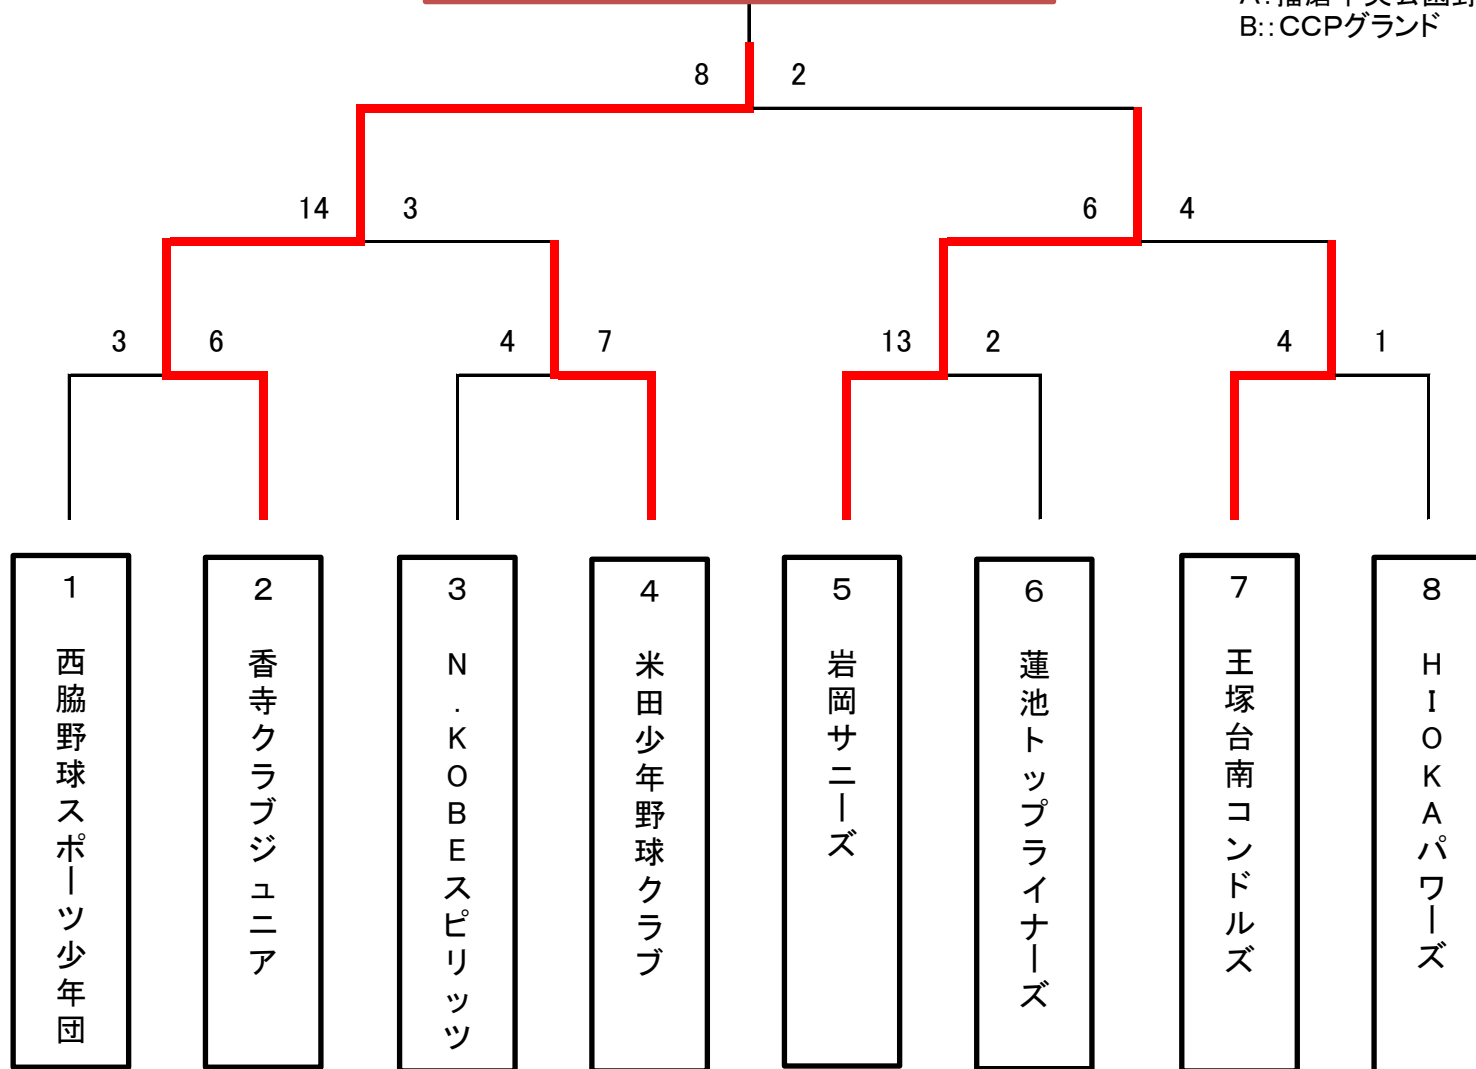 B::CCPグランド
8 2
14 3 6 4
3 6 4 7 13 2 4 1
1 西脇野球スポーツ少年団
2 香寺クラブジュニア
3 N.KOBEスピリッツ
4 米田少年野球クラブ
5 岩岡サニーズ
6 蓮池トップライナーズ
7 王塚台南コンドルズ
8 HIOKAパワーズ